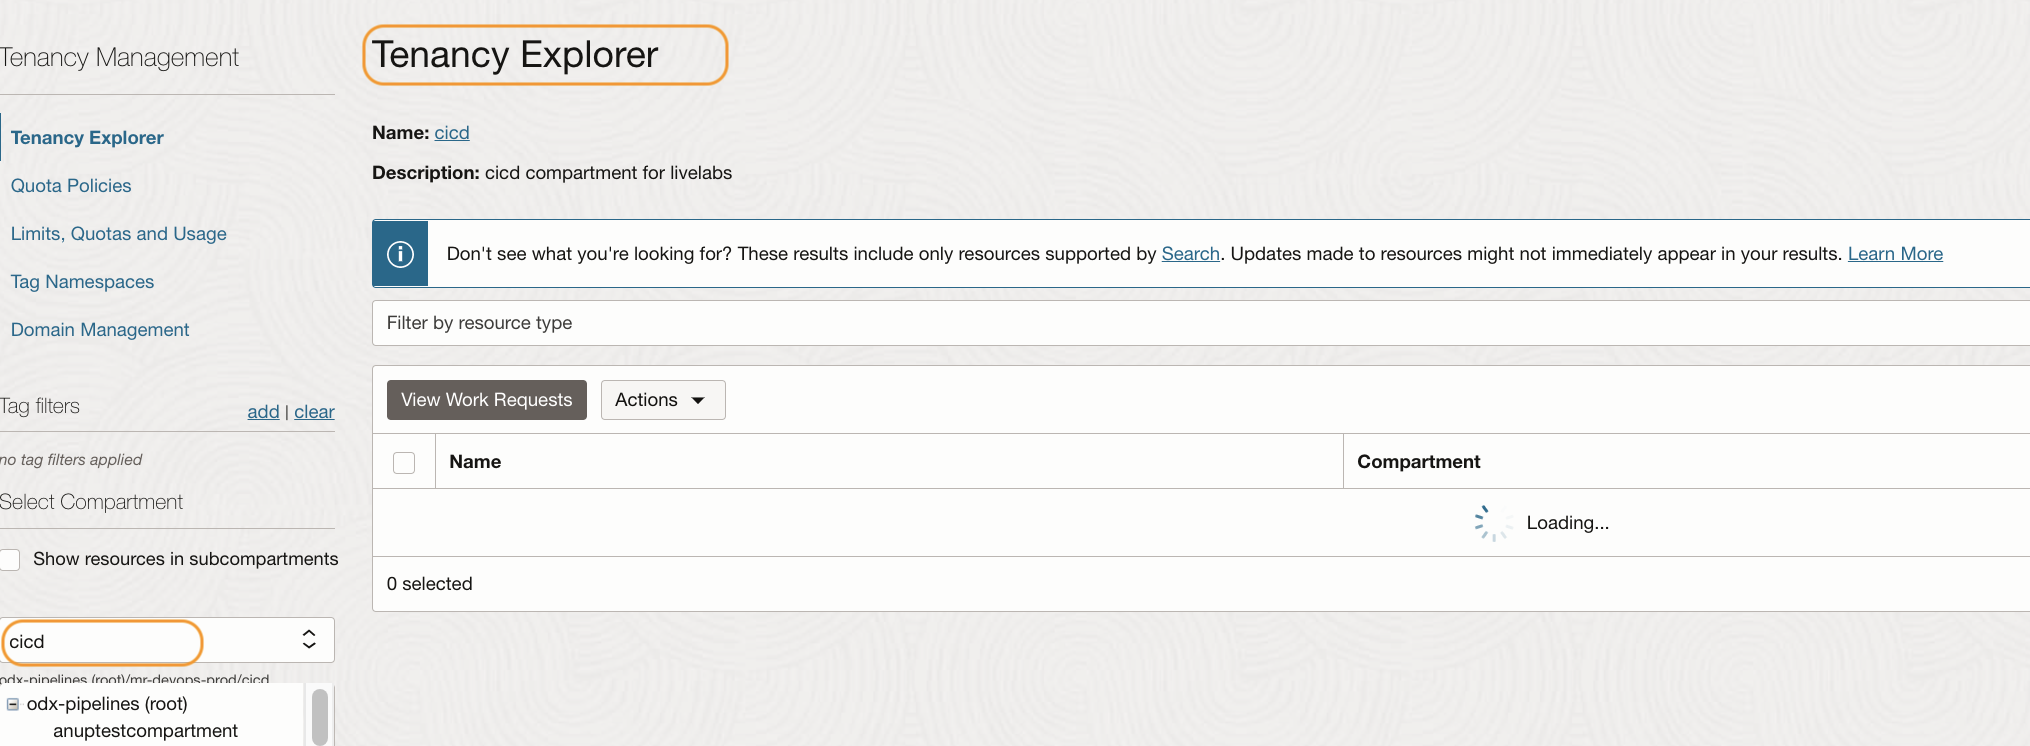 Tenancy Management
Tenancy Explorer
Quota Policies
Limits, Quotas and Usage
Tag Namespaces
Domain Management
Tag filters
add | clear
no tag filters applied
Select Compartment
Show resources in subcompartments
cicd
odx-pipelines (root)/mr-devops-prod/cicd
odx-pipelines (root)
anuptestcompartment
Tenancy Explorer
Name: cicd
Description: cicd compartment for livelabs
Don't see what you're looking for? These results include only resources supported by Search. Updates made to resources might not immediately appear in your results. Learn More
Filter by resource type
View Work Requests
Actions
Name
Compartment
Loading...
0 selected